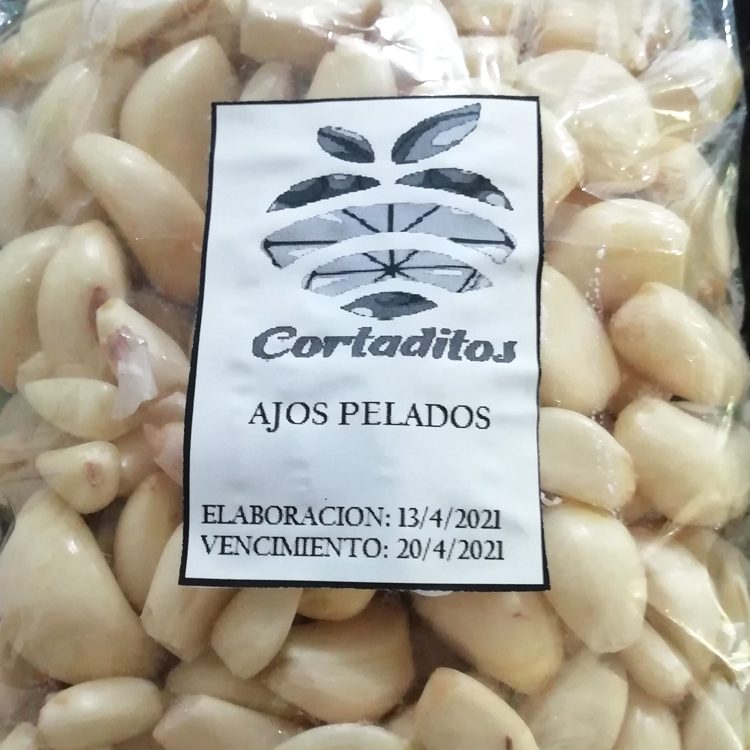 Cortaditos
AJOS PELADOS
ELABORACION: 13/4/2021
VENCIMIENTO: 20/4/2021